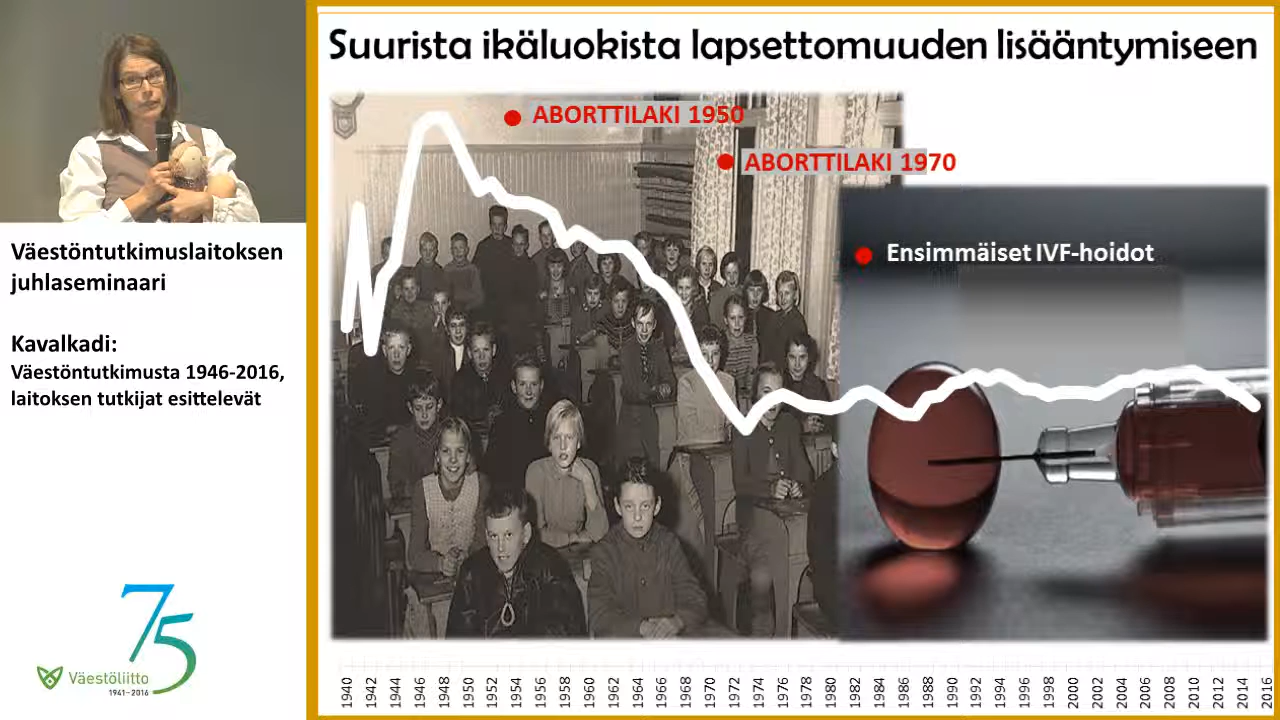 Suurista ikäluokista lapsettomuuden lisääntymiseen
ABORTTILAKI 1950
ABORTTILAKI 1970
Ensimmäiset IVF-hoidot
Väestöntutkimuslaitoksen
juhlaseminaari
Kavalkadi:
Väestöntutkimusta 1946-2016,
laitoksen tutkijat esittelevät
75
Väestöliitto
1941-2016
1940 1942 1944 1946 1948 1950 1952 1954 1956 1958 1960 1962 1964 1966 1968 1970 1972 1974 1976 1978 1980 1982 1984 1986 1988 1990 1992 1994 1996 1998 2000 2002 2004 2006 2008 2010 2012 2014 2016